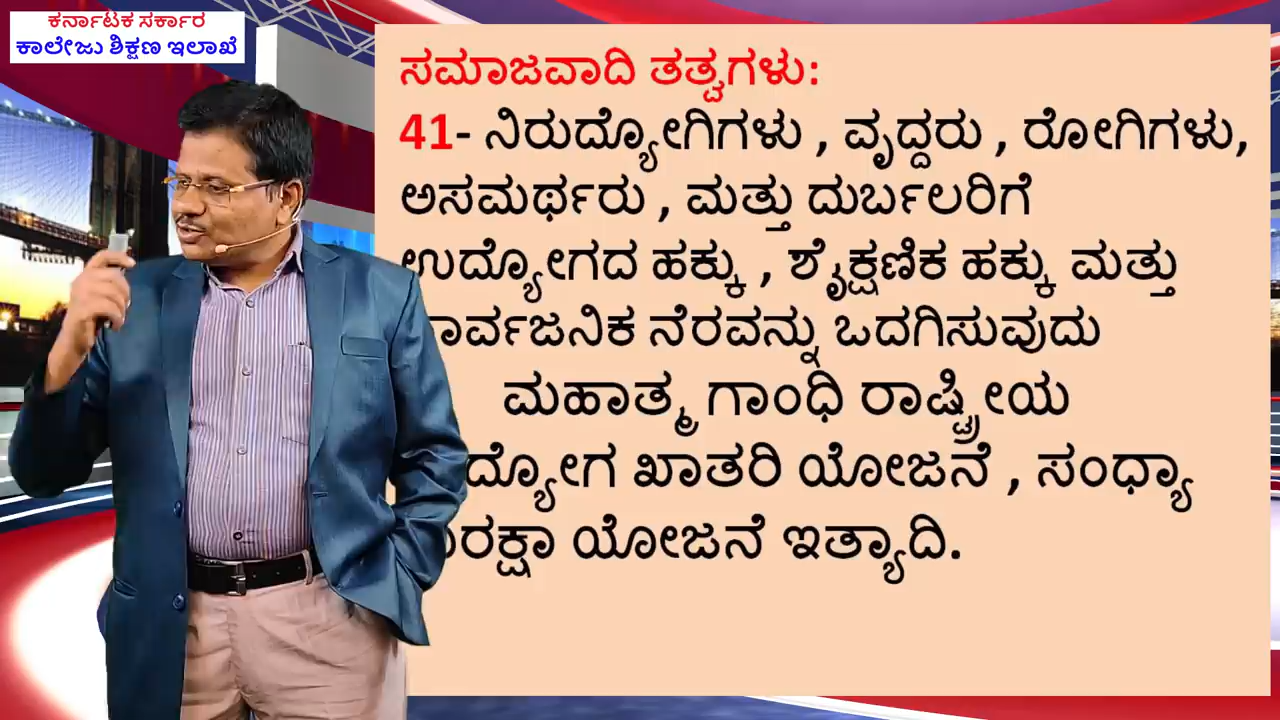 ಕರ್ನಾಟಕ ಸರ್ಕಾರ
ಕಾಲೇಜು ಶಿಕ್ಷಣ ಇಲಾಖೆ
ಸಮಾಜವಾದಿ ತತ್ವಗಳು:
41- ನಿರುದ್ಯೋಗಿಗಳು , ವೃದ್ದರು , ರೋಗಿಗಳು,
ಅಸಮರ್ಥರು , ಮತ್ತು ದುರ್ಬಲರಿಗೆ
ಉದ್ಯೋಗದ ಹಕ್ಕು , ಶೈಕ್ಷಣಿಕ ಹಕ್ಕು ಮತ್ತು
ನೆರವನ್ನು ಒದಗಿಸುವುದು
ಮಹಾತ್ಮ ಗಾಂಧಿ ರಾಷ್ಟ್ರೀಯ
ಖಾತರಿ ಯೋಜನೆ , ಸಂಧ್ಯಾ
ಯೋಜನೆ ಇತ್ಯಾದಿ.